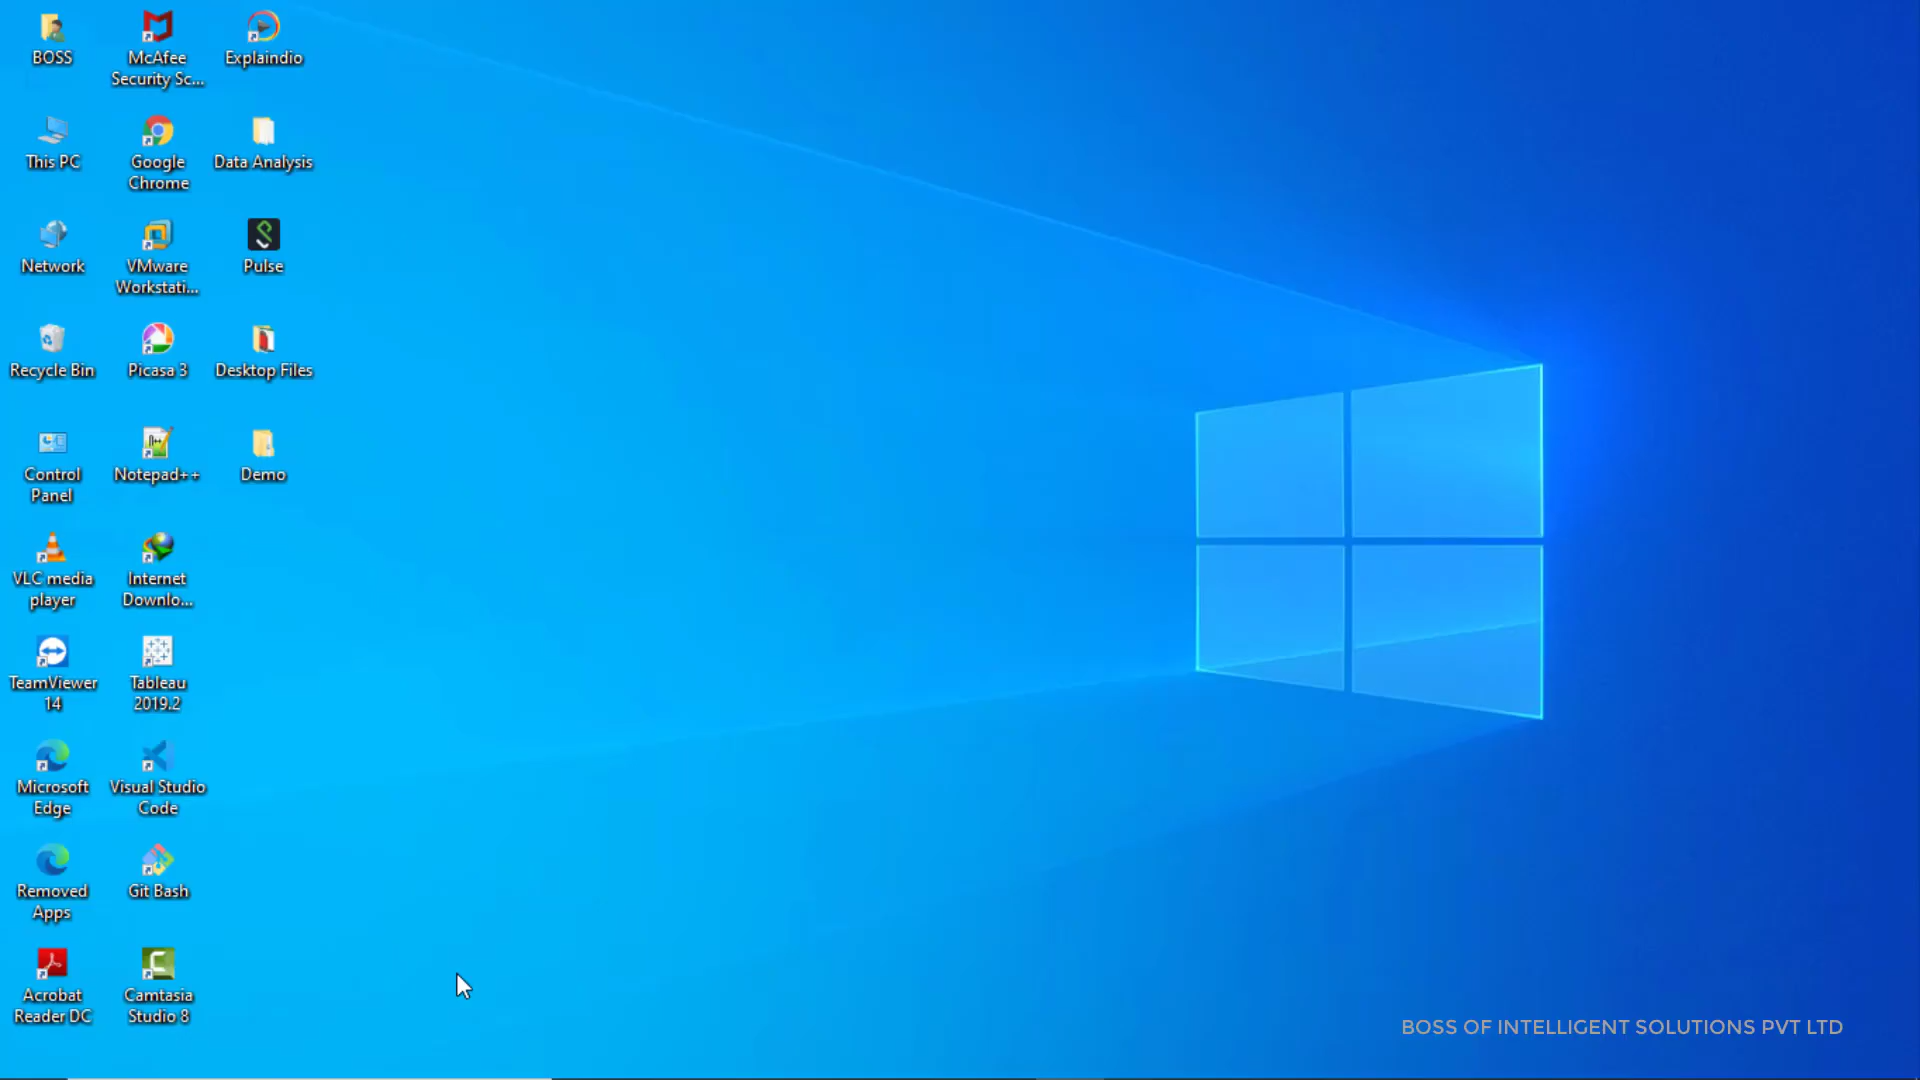 BOSS
McAfee
Security Sc...
Explaindio
This PC
Google
Chrome
Data Analysis
Network
VMware
Workstati...
Pulse
Recycle Bin
Picasa 3
Desktop Files
Control
Panel
Notepad++
Demo
VLC media
player
Internet
Downlo...
TeamViewer
14
Tableau
2019.2
Microsoft
Edge
Visual Studio
Code
Removed
Apps
Git Bash
Acrobat
Reader DC
Camtasia
Studio 8
BOSS OF INTELLIGENT SOLUTIONS PVT LTD